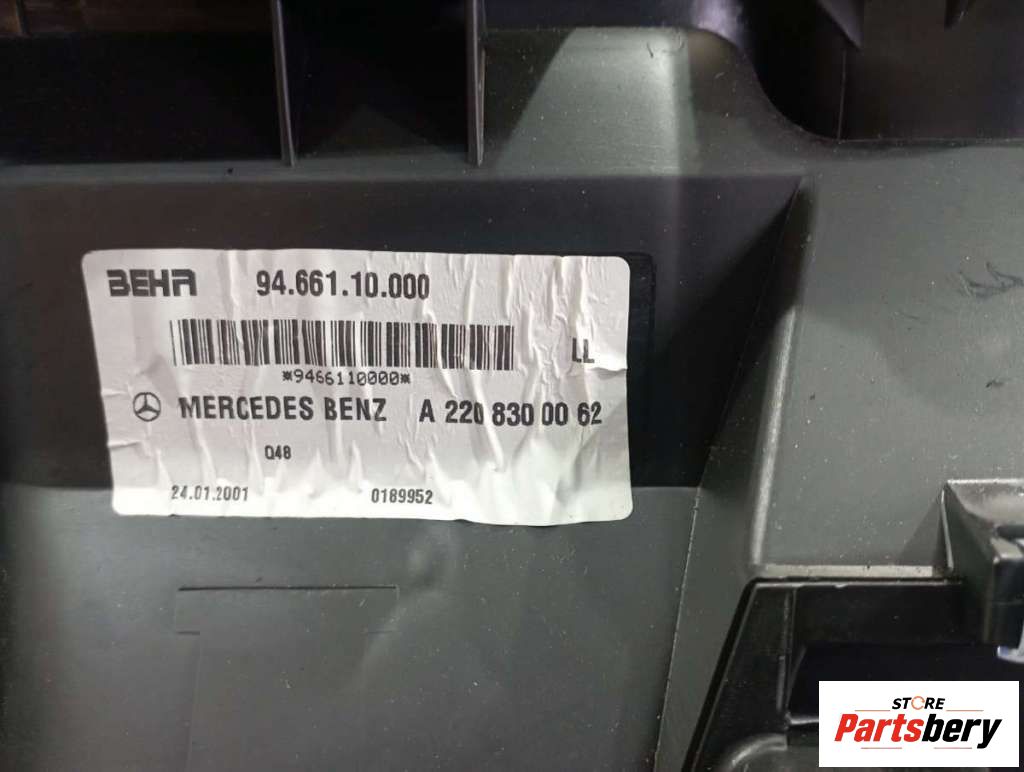 BEHR 94.661.10.000
LL
*9466110000*
MERCEDES BENZ A 220 830 00 62
Q48
24.01.2001 0189952
STORE
Partsbery